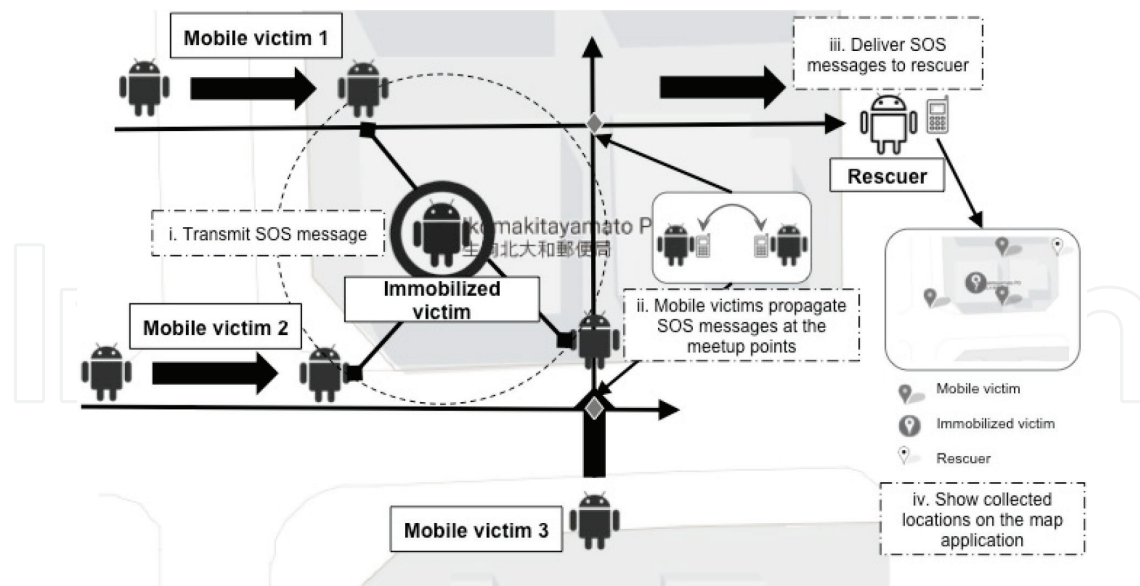 Mobile victim 1
iii. Deliver SOS
messages to rescuer
Rescuer
i. Transmit SOS message
Ikomakitayamato P
生駒北大和郵便局
Immobilized
victim
Mobile victim 2
ii. Mobile victims propagate
SOS messages at the
meetup points
Mobile victim
Immobilized victim
Rescuer
Mobile victim 3
iv. Show collected
locations on the map
application